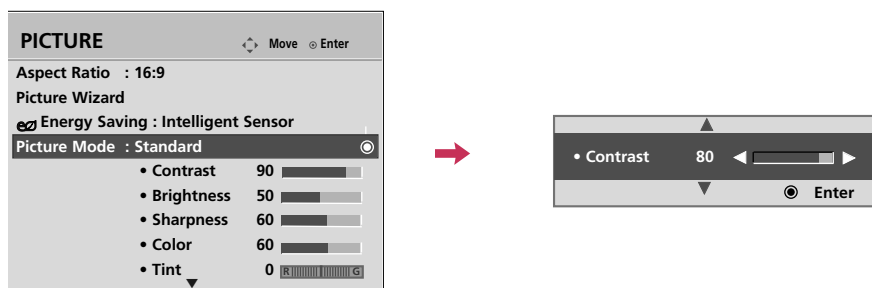 PICTURE
Move Enter
Aspect Ratio : 16:9
Picture Wizard
Energy Saving : Intelligent Sensor
Picture Mode : Standard
• Contrast 90
• Brightness 50
• Sharpness 60
• Color 60
• Tint 0 R G
• Contrast 80
Enter